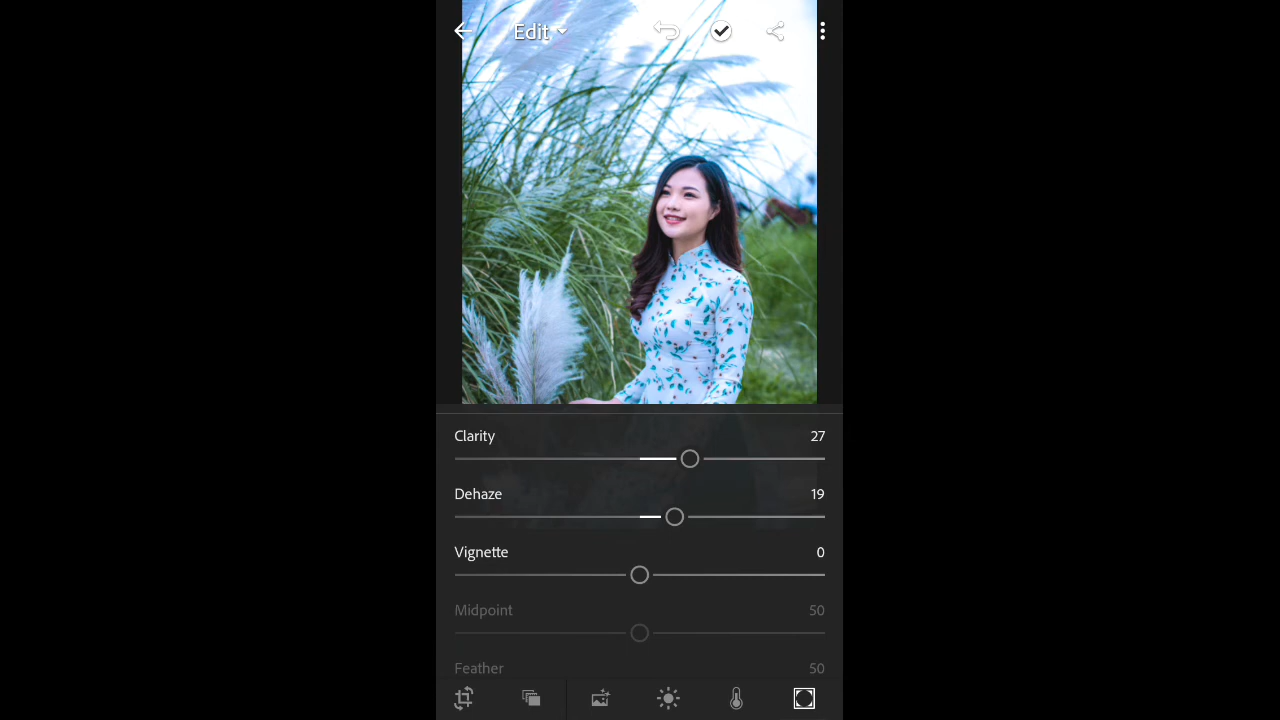 Edit
Clarity 27
Dehaze 19
Vignette 0
Midpoint 50
Feather 50